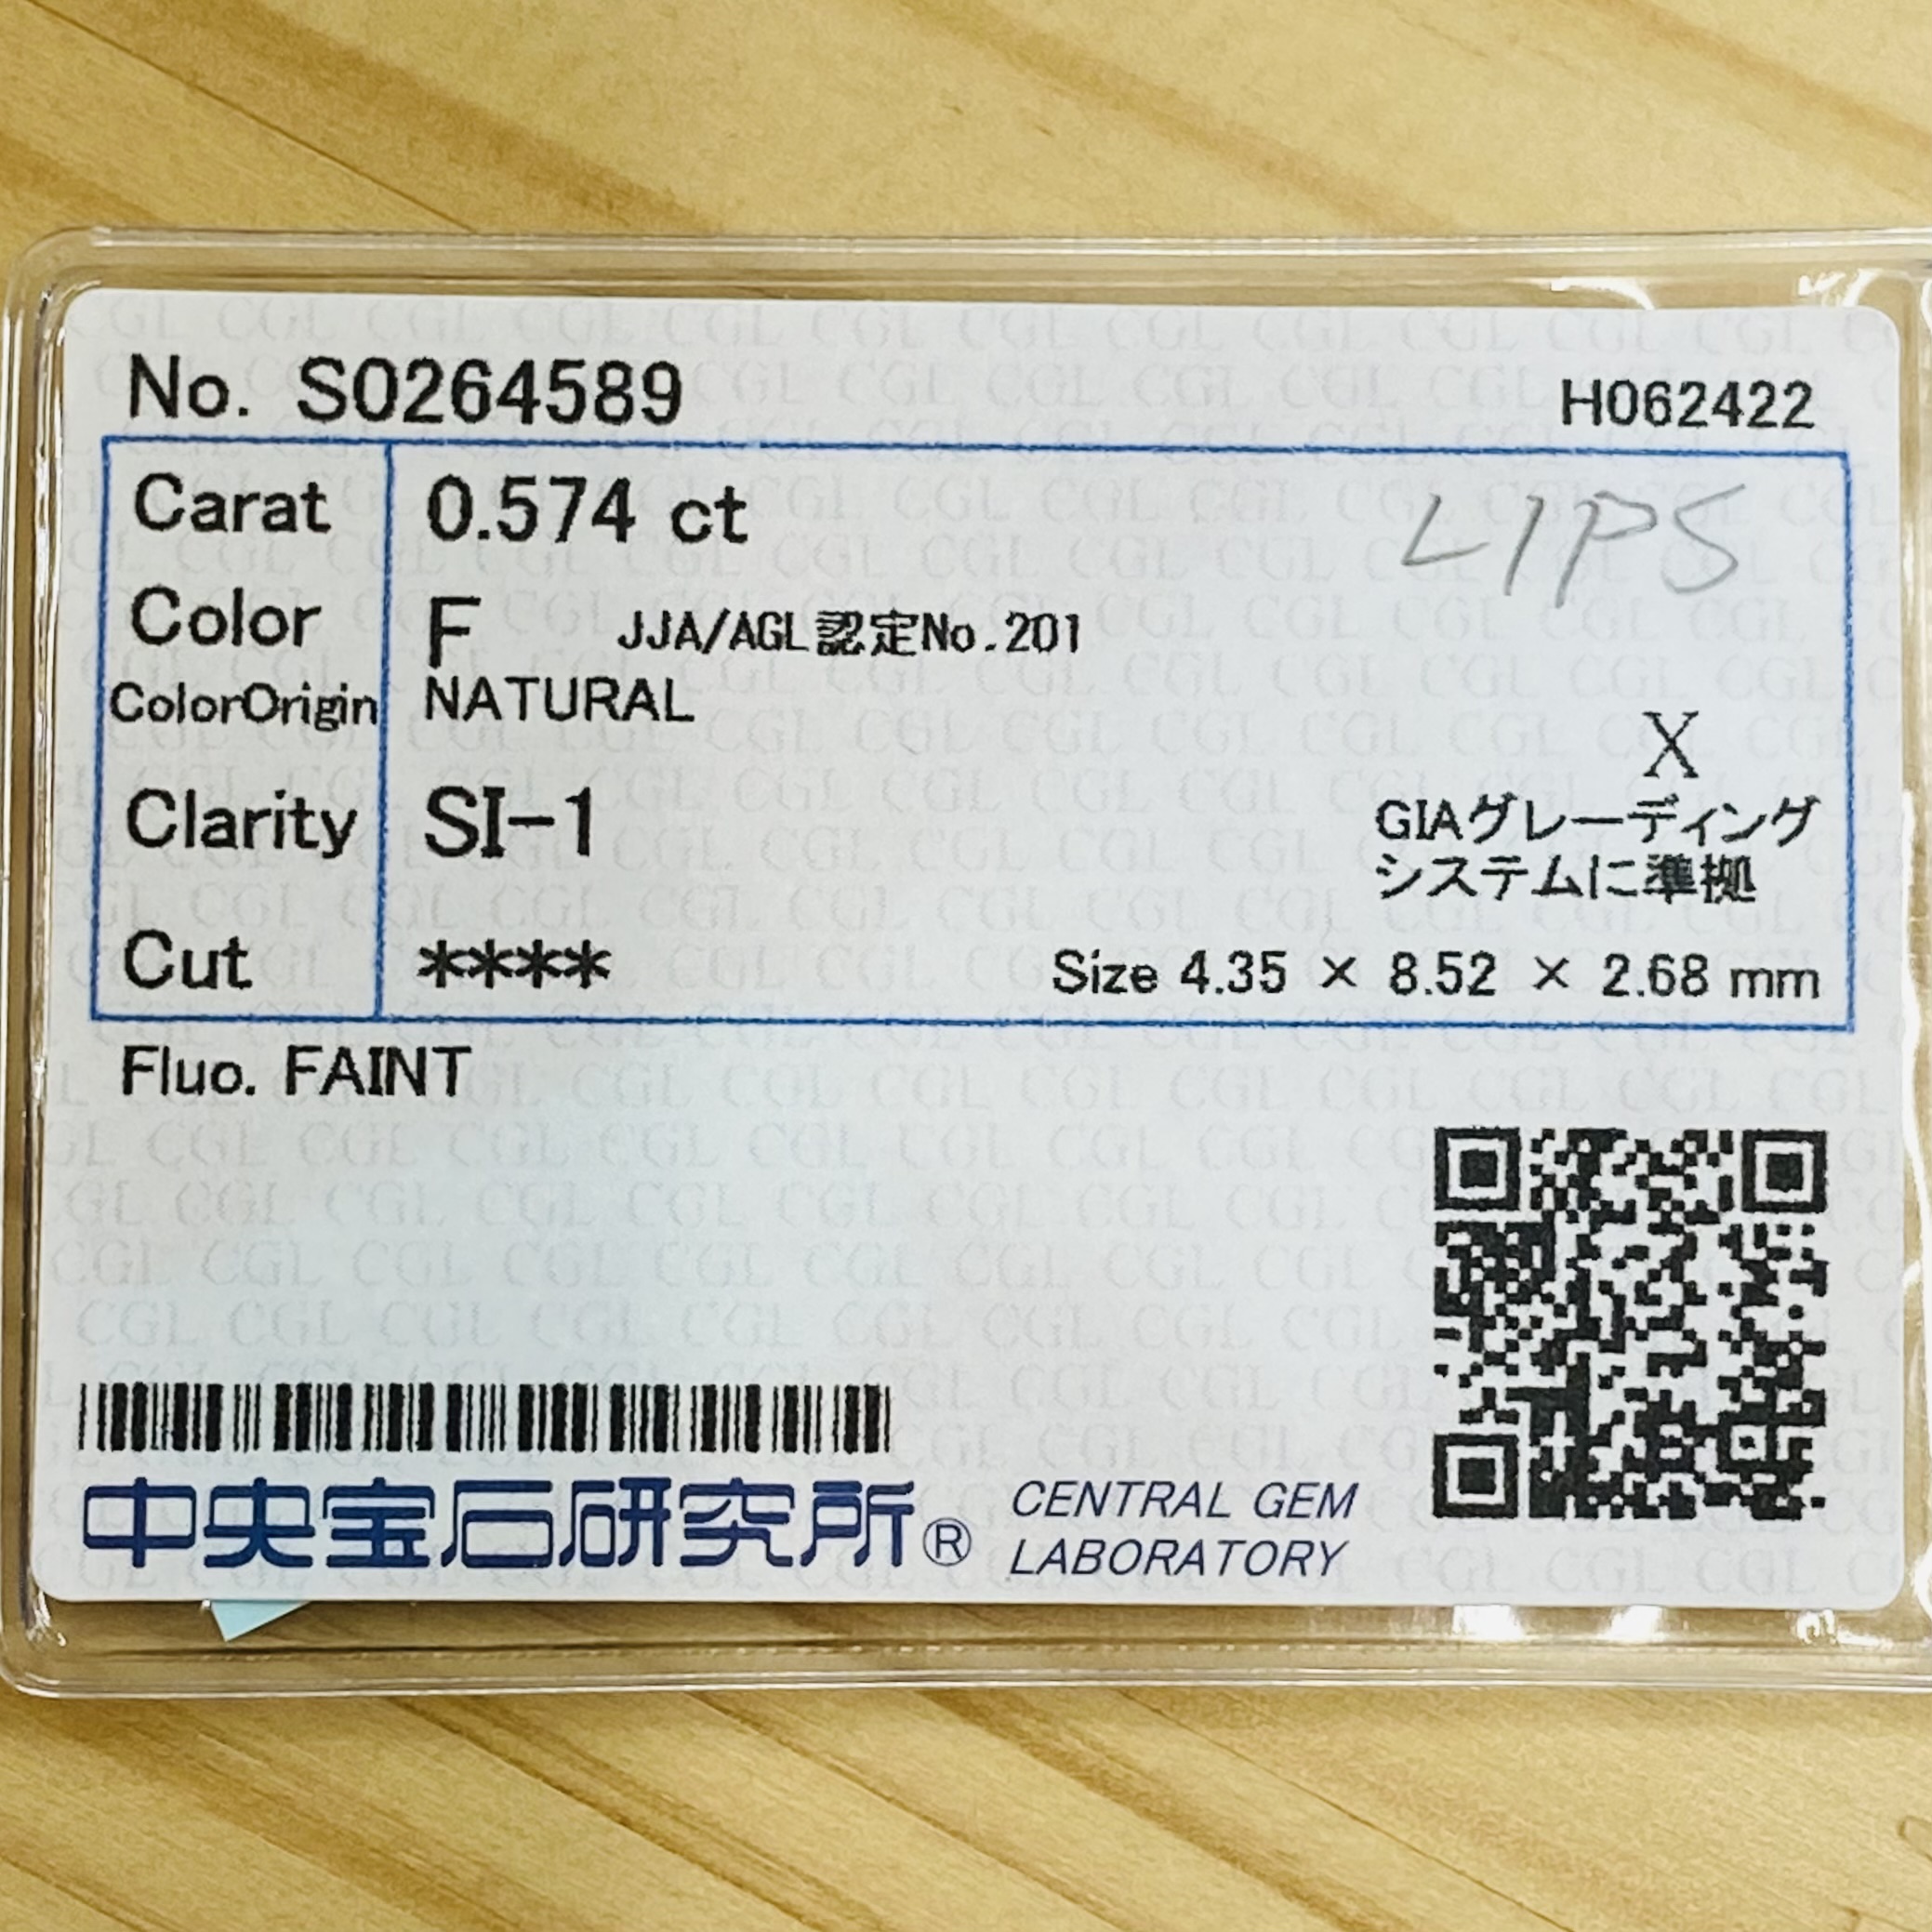 No. S0264589 H062422
Carat 0.574 ct LIPS
Color F JJA/AGL認定No.201
ColorOrigin NATURAL
X
Clarity SI-1 GIAグレーディング
システムに準拠
Cut **** Size 4.35 × 8.52 × 2.68 mm
Fluo. FAINT
中央宝石研究所® CENTRAL GEM
LABORATORY